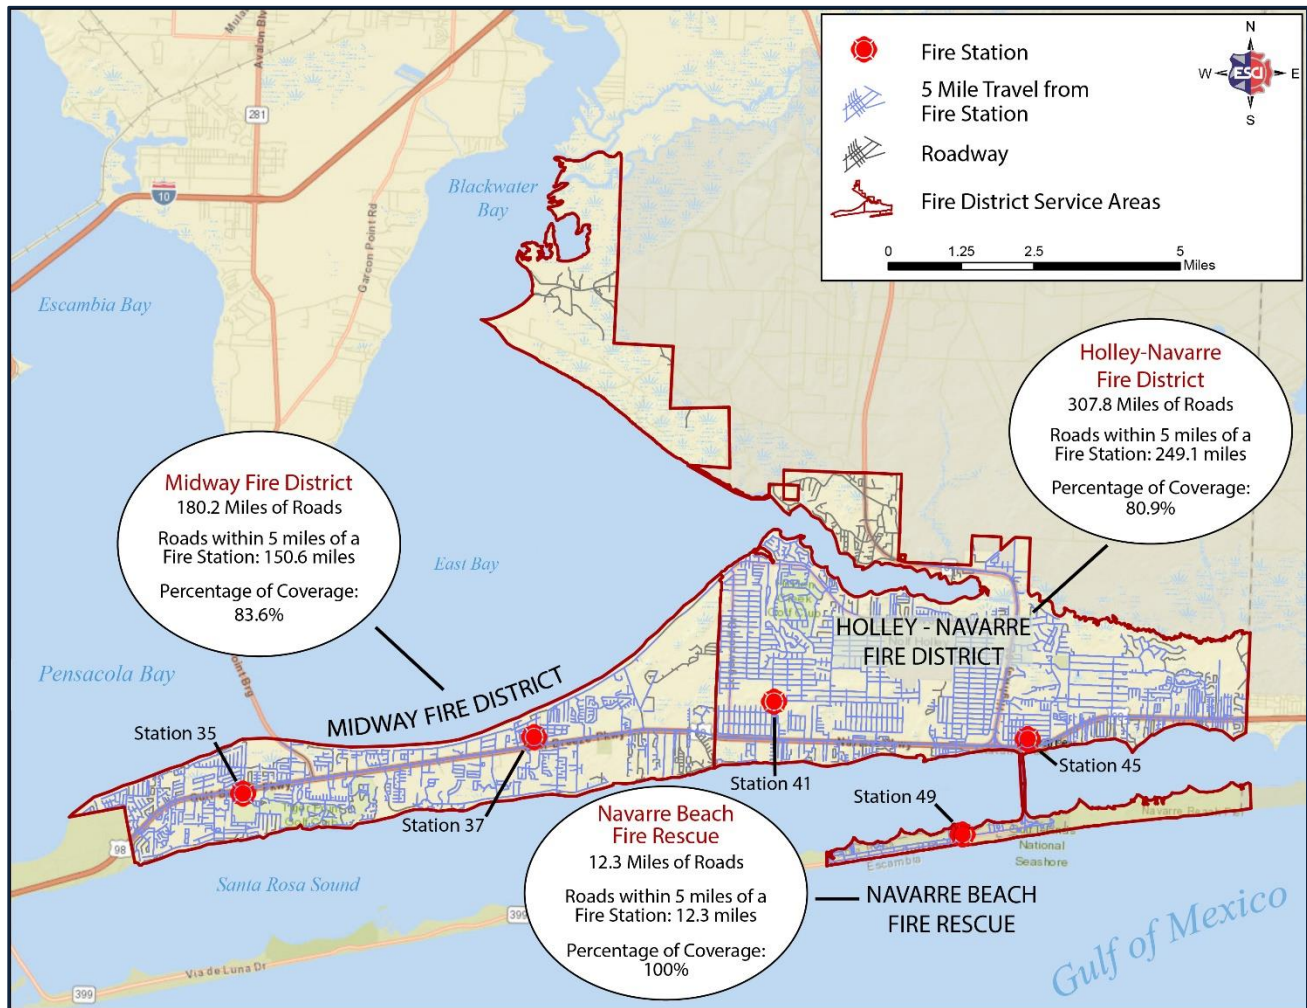 Fire Station
5 Mile Travel from
Fire Station
Roadway
Fire District Service Areas
0 1.25 2.5 5
Miles
N
W
E
S
ESCI
Avalon Blvd
281
10
Garcon Point Rd
Blackwater
Bay
Escambia Bay
Holley-Navarre
Fire District
307.8 Miles of Roads
Roads within 5 miles of a
Fire Station: 249.1 miles
Percentage of Coverage:
80.9%
Midway Fire District
180.2 Miles of Roads
Roads within 5 miles of a
Fire Station: 150.6 miles
Percentage of Coverage:
83.6%
East Bay
Pensacola Bay
HOLLEY - NAVARRE
FIRE DISTRICT
MIDWAY FIRE DISTRICT
Station 35
Station 37
Station 41
Station 45
Station 49
98
Santa Rosa Sound
Escambia
National
Seashore
Navarre Beach
Fire Rescue
12.3 Miles of Roads
Roads within 5 miles of a
Fire Station: 12.3 miles
Percentage of Coverage:
100%
NAVARRE BEACH
FIRE RESCUE
Gulf of Mexico
399
Via de Luna Dr
399